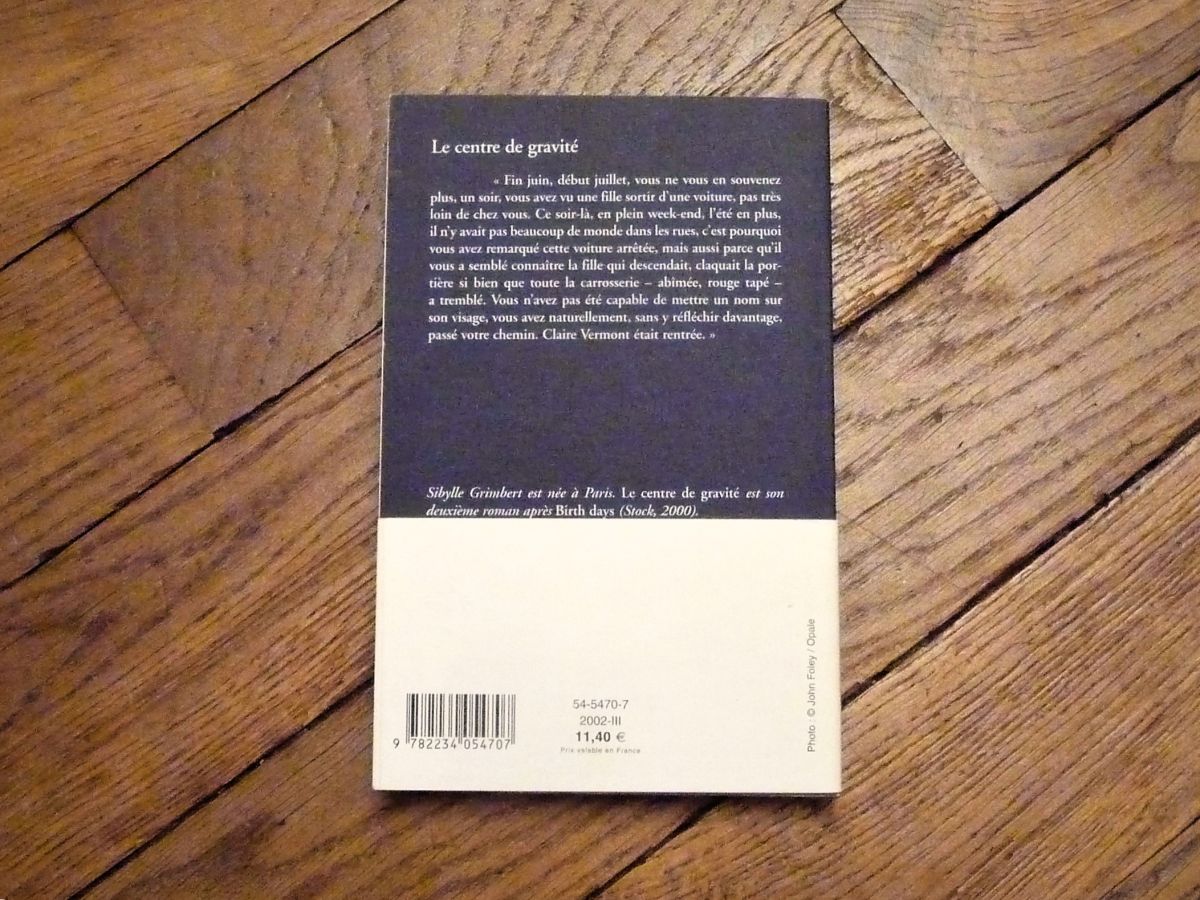 Le centre de gravité
« Fin juin, début juillet, vous ne vous en souvenez
plus, un soir, vous avez vu une fille sortir d'une voiture, pas très
loin de chez vous. Ce soir-là, en plein week-end, l'été en plus,
il n'y avait pas beaucoup de monde dans les rues, c'est pourquoi
vous avez remarqué cette voiture arrêtée, mais aussi parce qu'il
vous a semblé connaître la fille qui descendait, claquait la por-
tière si bien que toute la carrosserie – abîmée, rouge tapé –
a tremblé. Vous n'avez pas été capable de mettre un nom sur
son visage, vous avez naturellement, sans y réfléchir davantage,
passé votre chemin. Claire Vermont était rentrée. »
Sibylle Grimbert est née à Paris. Le centre de gravité est son
deuxième roman après Birth days (Stock, 2000).
Photo : © John Foley / Opale
54-5470-7
2002-III
11,40 €
Prix valable en France
9 782234 054707